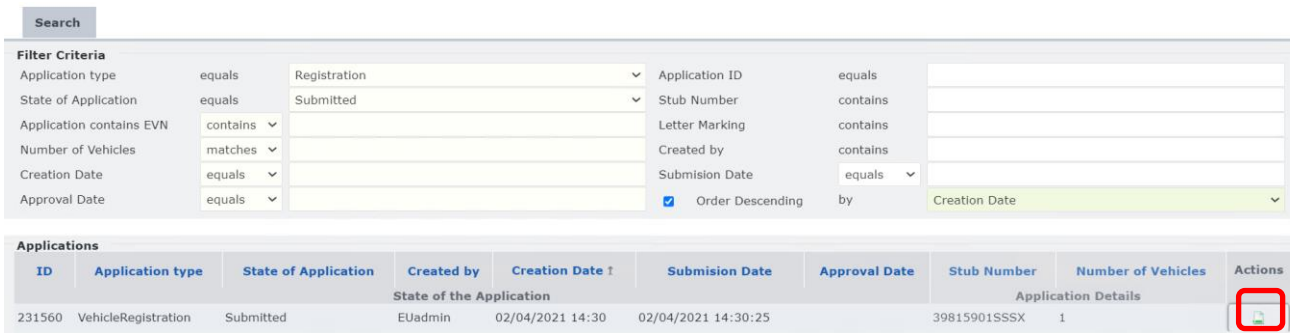 Search
Filter Criteria
Application type equals Registration Application ID equals
State of Application equals Submitted Stub Number contains
Application contains EVN contains Letter Marking contains
Number of Vehicles matches Created by contains
Creation Date equals Submision Date equals
Approval Date equals Order Descending by Creation Date
Applications
ID Application type State of Application Created by Creation Date ↑ Submision Date Approval Date Stub Number Number of Vehicles Actions
State of the Application Application Details
231560 VehicleRegistration Submitted EUadmin 02/04/2021 14:30 02/04/2021 14:30:25 39815901SSSX 1